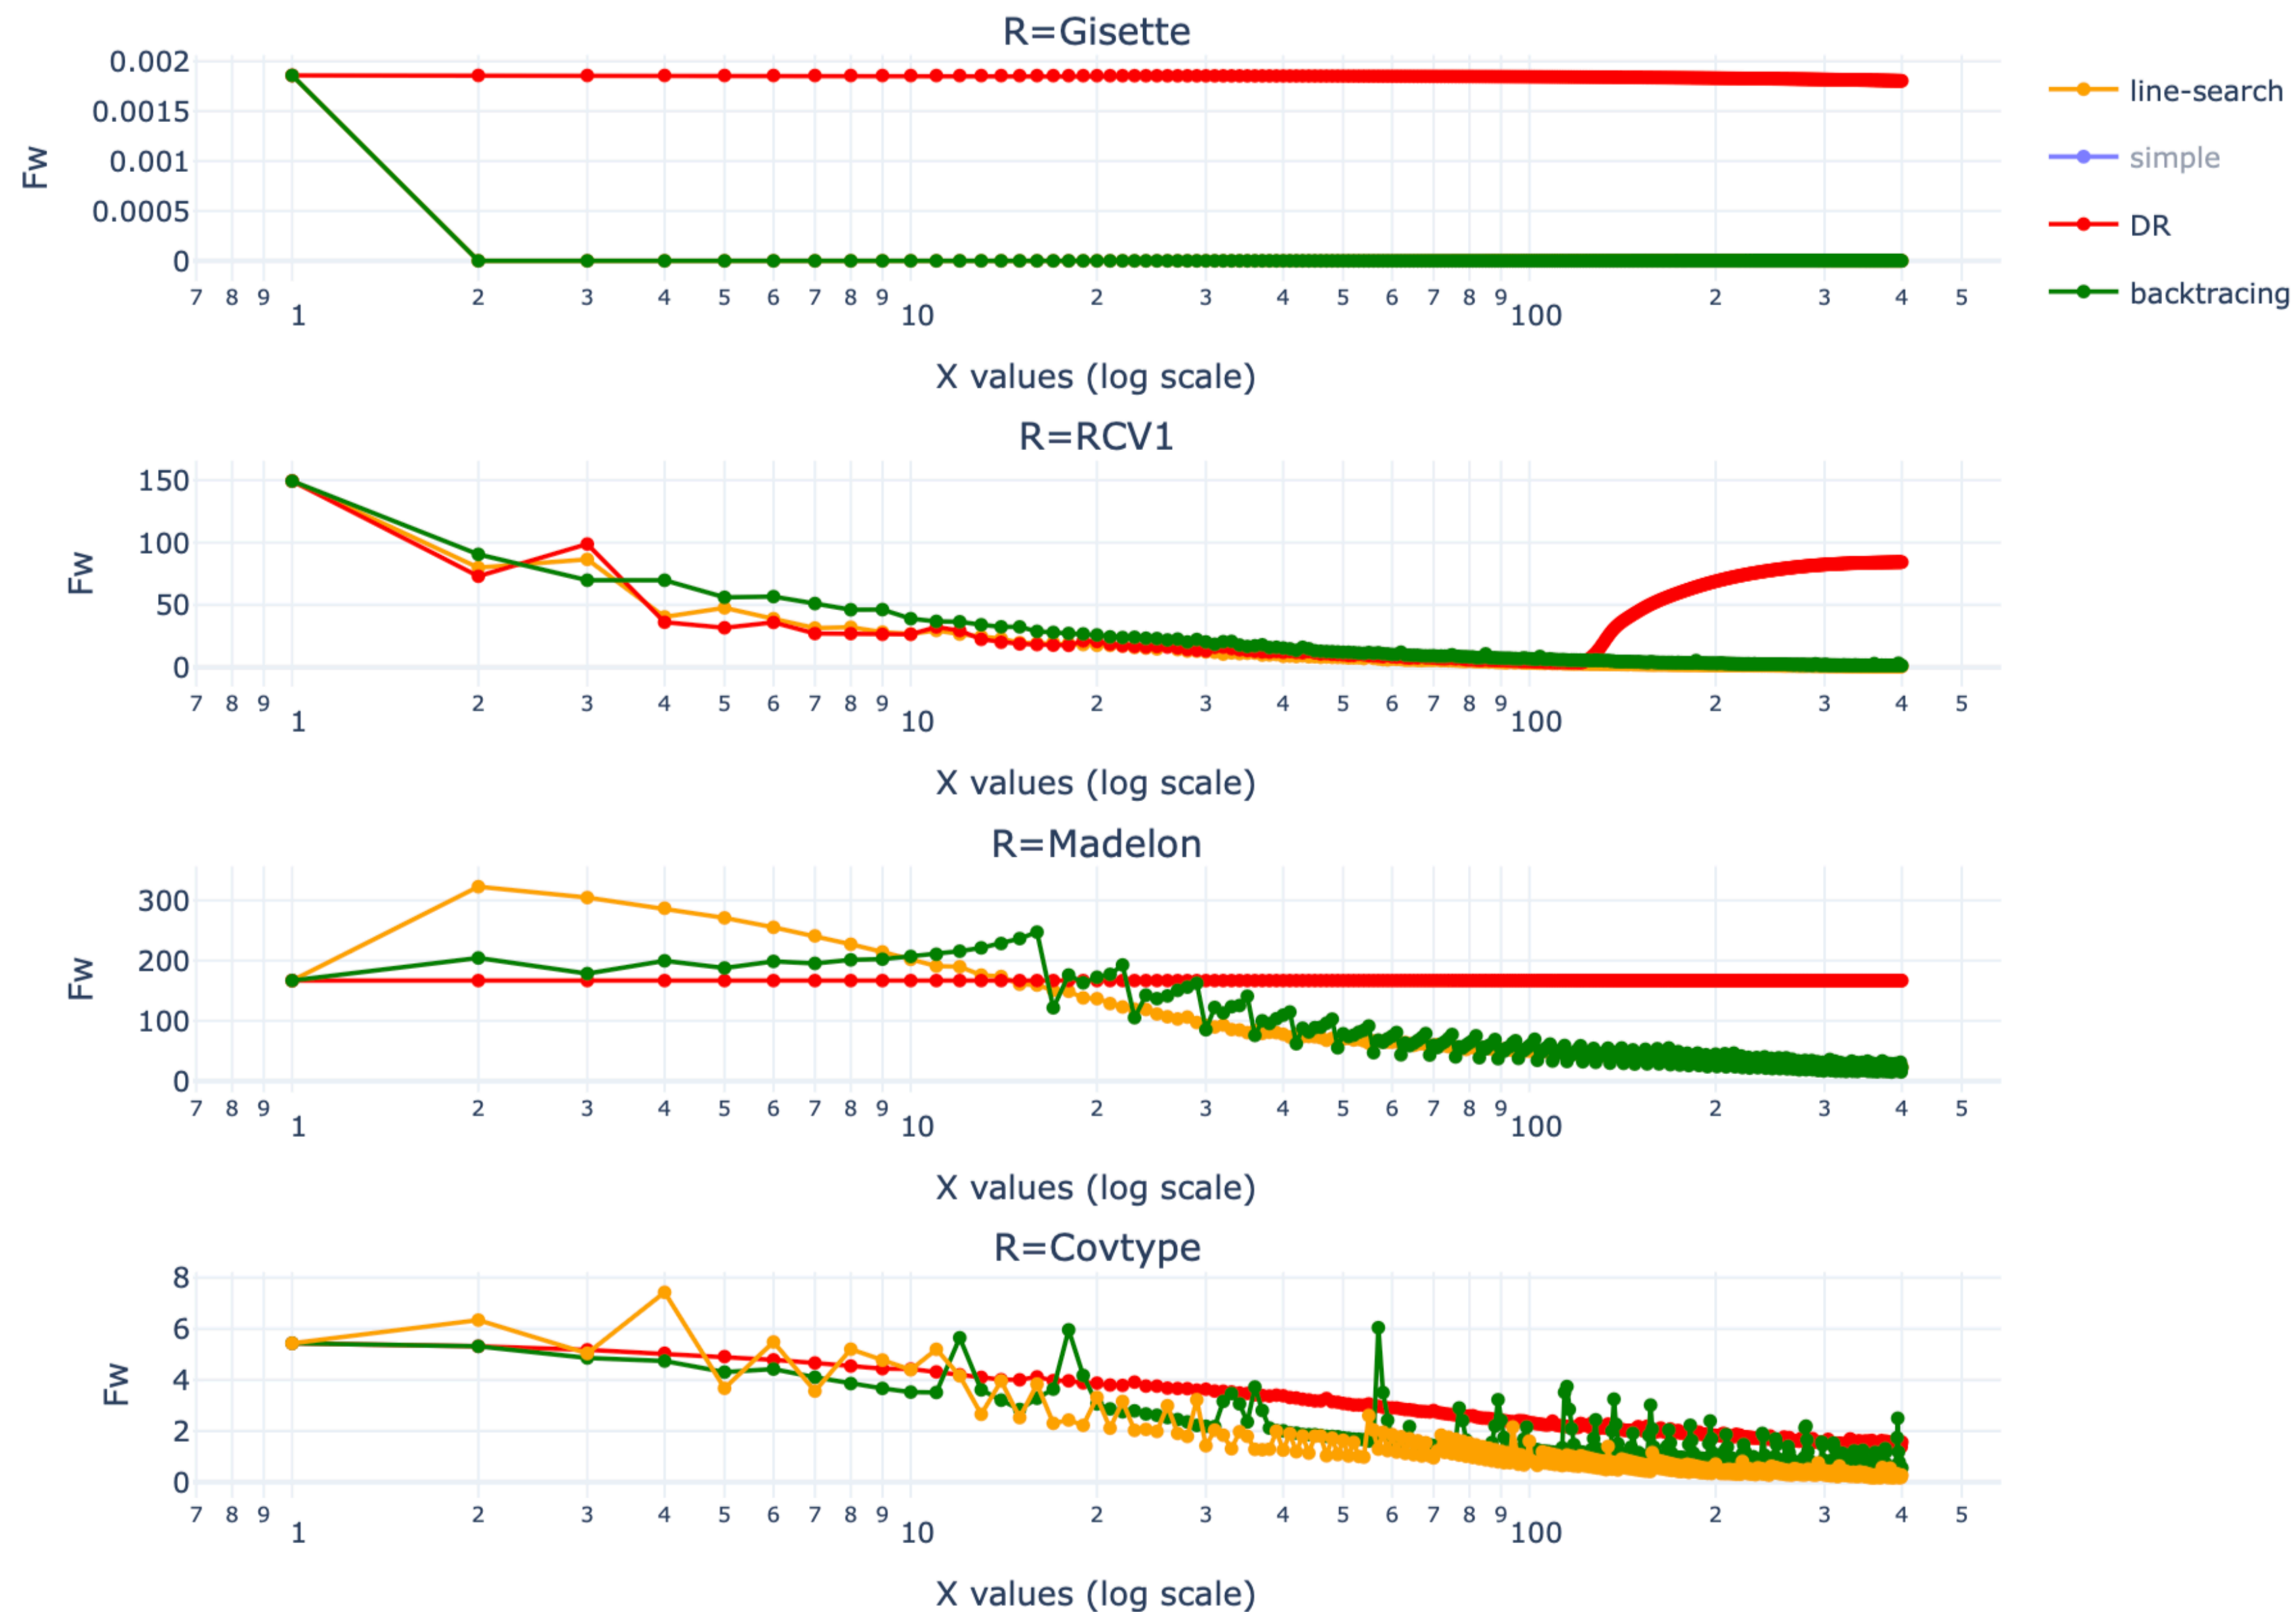 R=Gisette
0.002
0.0015
0.001
0.0005
0
Fw
7 8 9 1 2 3 4 5 6 7 8 9 10 2 3 4 5 6 7 8 9 100 2 3 4 5
X values (log scale)
line-search
simple
DR
backtracing
R=RCV1
150
100
50
0
Fw
7 8 9 1 2 3 4 5 6 7 8 9 10 2 3 4 5 6 7 8 9 100 2 3 4 5
X values (log scale)
R=Madelon
300
200
100
0
Fw
7 8 9 1 2 3 4 5 6 7 8 9 10 2 3 4 5 6 7 8 9 100 2 3 4 5
X values (log scale)
R=Covtype
8
6
4
2
0
Fw
7 8 9 1 2 3 4 5 6 7 8 9 10 2 3 4 5 6 7 8 9 100 2 3 4 5
X values (log scale)